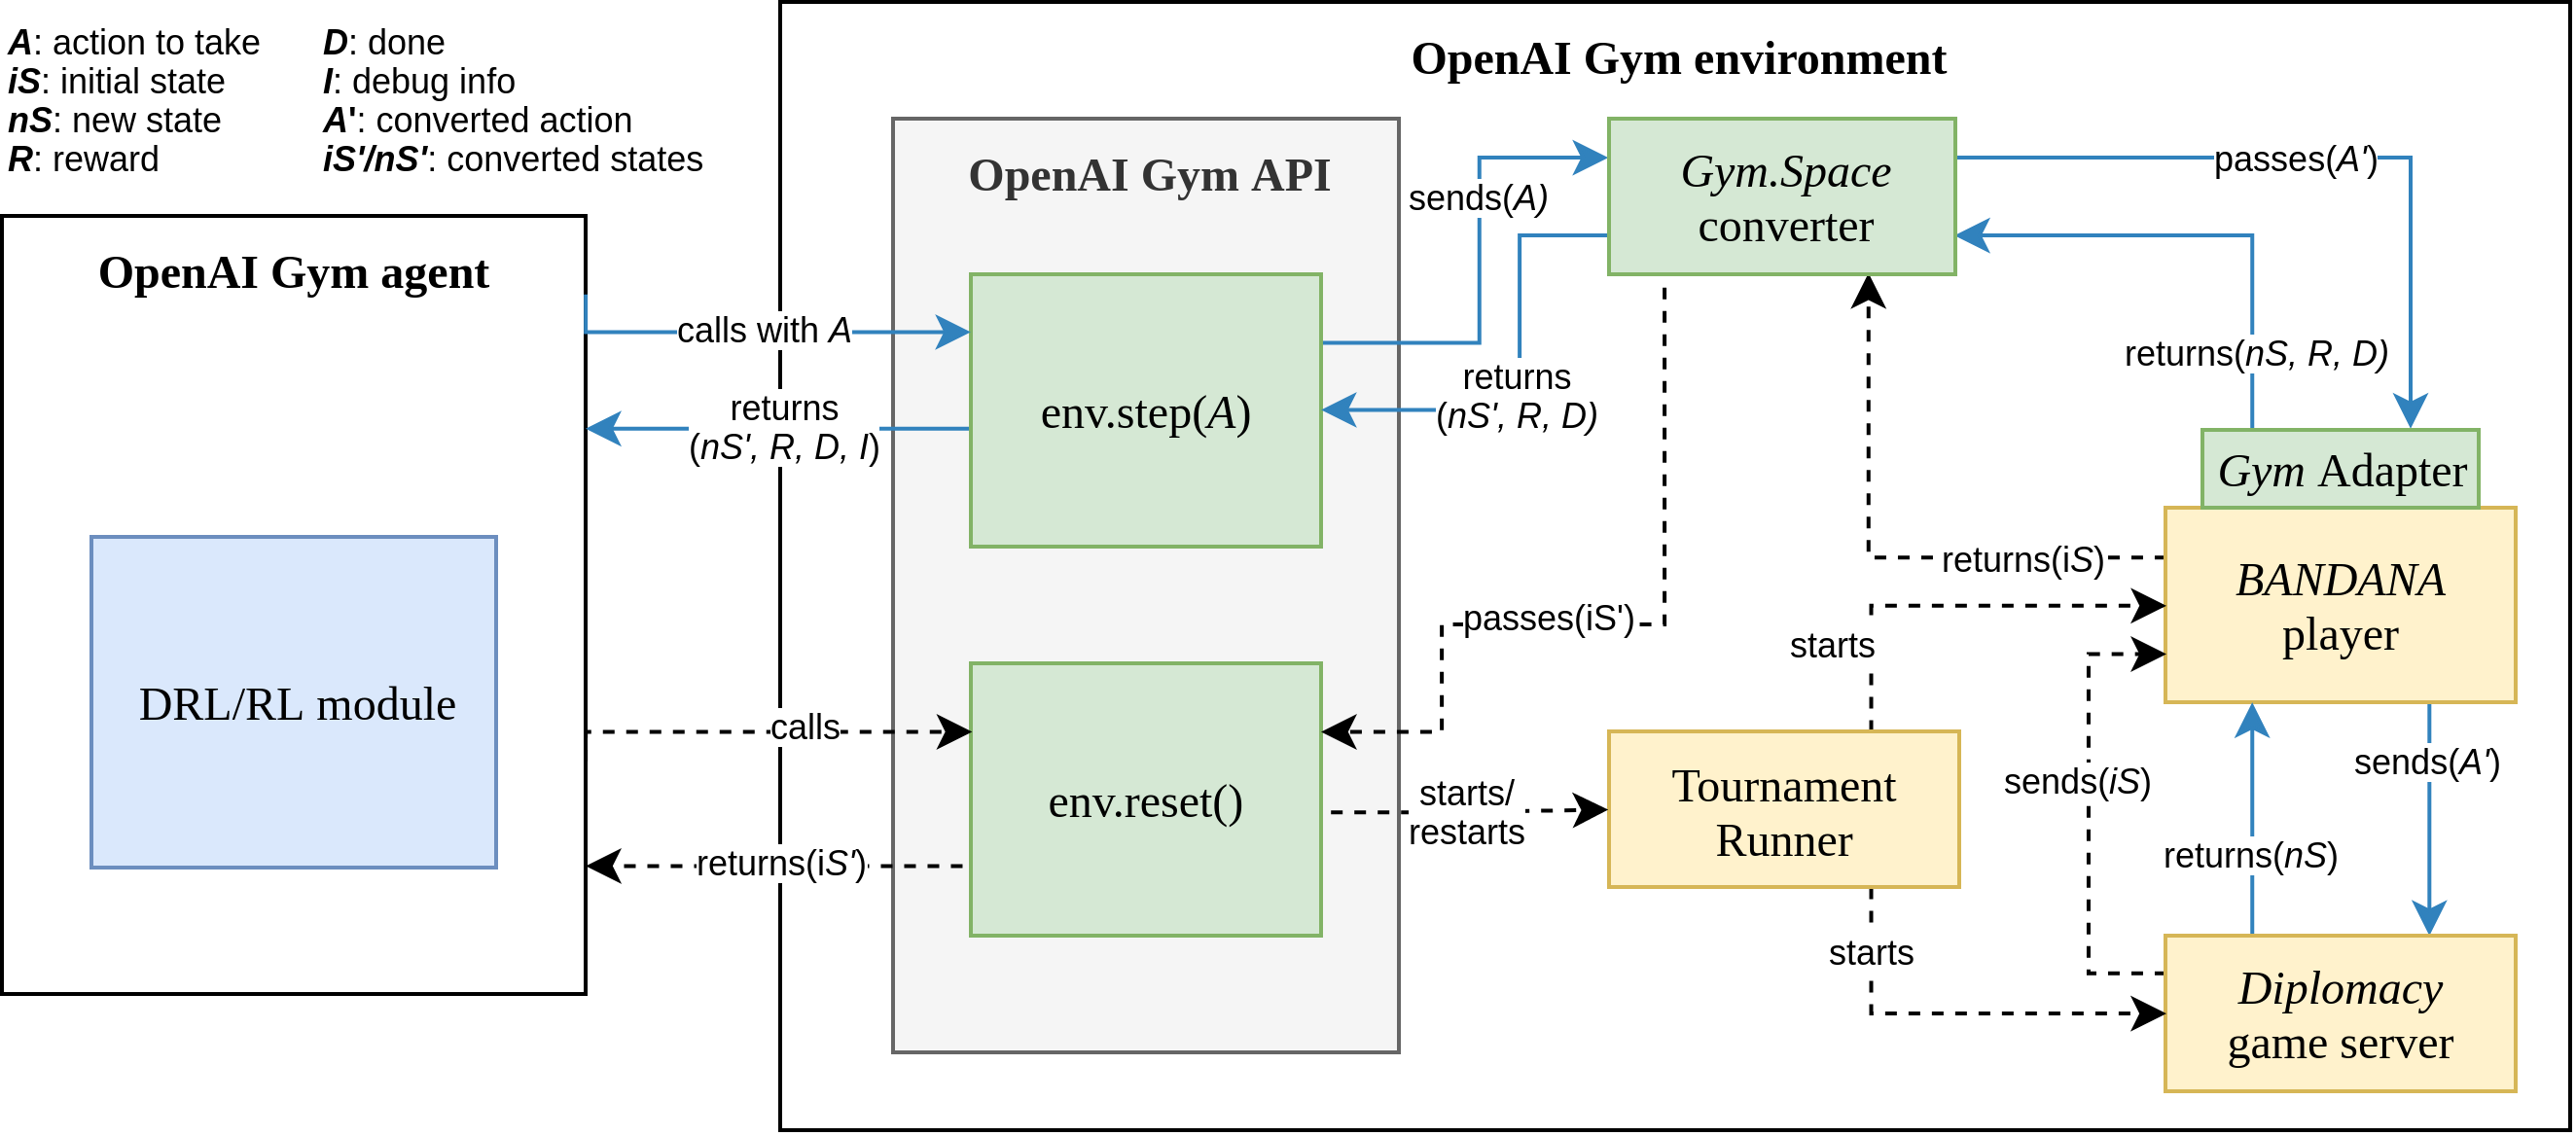 A: action to take
iS: initial state
nS: new state
R: reward
D: done
I: debug info
A': converted action
iS'/nS': converted states
OpenAI Gym agent
DRL/RL module
calls with A
returns
(nS', R, D, I)
calls
returns(iS')
OpenAI Gym environment
OpenAI Gym API
env.step(A)
env.reset()
sends(A)
returns
(nS', R, D)
passes(iS')
starts/
restarts
Gym.Space
converter
passes(A')
returns(nS, R, D)
Gym Adapter
returns(iS)
BANDANA
player
starts
Tournament
Runner
sends(iS)
sends(A')
returns(nS)
starts
Diplomacy
game server